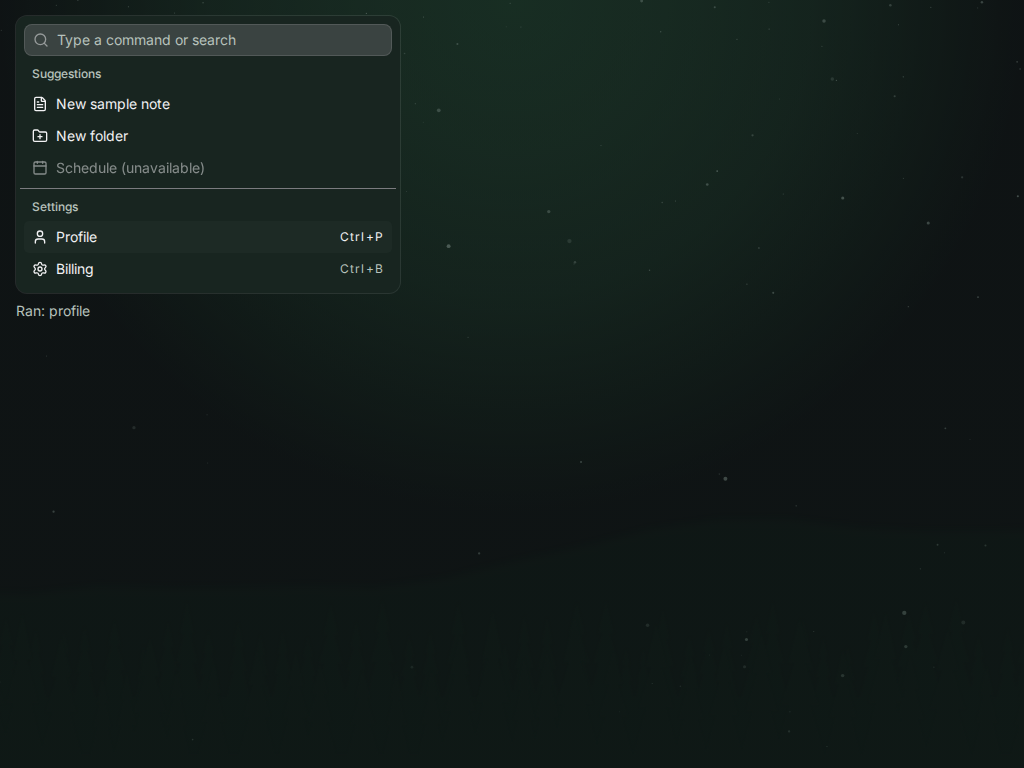 Type a command or search
Suggestions
New sample note
New folder
Schedule (unavailable)
Settings
Profile Ctrl+P
Billing Ctrl+B
Ran: profile